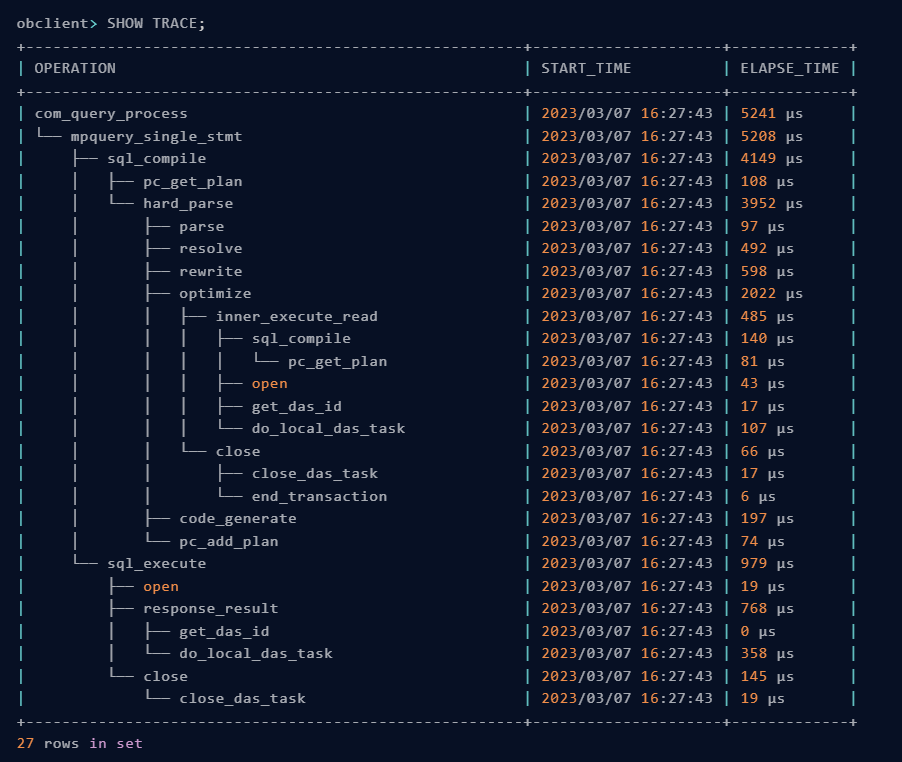 obclient> SHOW TRACE;
+-------------------------------------------------------+---------------------+-------------+
| OPERATION                                             | START_TIME          | ELAPSE_TIME |
+-------------------------------------------------------+---------------------+-------------+
| com_query_process                                     | 2023/03/07 16:27:43 | 5241 μs     |
| └── mpquery_single_stmt                               | 2023/03/07 16:27:43 | 5208 μs     |
|     ├── sql_compile                                   | 2023/03/07 16:27:43 | 4149 μs     |
|     │   ├── pc_get_plan                               | 2023/03/07 16:27:43 | 108 μs      |
|     │   └── hard_parse                                | 2023/03/07 16:27:43 | 3952 μs     |
|     │       ├── parse                                 | 2023/03/07 16:27:43 | 97 μs       |
|     │       ├── resolve                               | 2023/03/07 16:27:43 | 492 μs      |
|     │       ├── rewrite                               | 2023/03/07 16:27:43 | 598 μs      |
|     │       ├── optimize                              | 2023/03/07 16:27:43 | 2022 μs     |
|     │       │   ├── inner_execute_read                | 2023/03/07 16:27:43 | 485 μs      |
|     │       │   │   ├── sql_compile                   | 2023/03/07 16:27:43 | 140 μs      |
|     │       │   │   │   └── pc_get_plan               | 2023/03/07 16:27:43 | 81 μs       |
|     │       │   │   ├── open                          | 2023/03/07 16:27:43 | 43 μs       |
|     │       │   │   ├── get_das_id                    | 2023/03/07 16:27:43 | 17 μs       |
|     │       │   │   └── do_local_das_task             | 2023/03/07 16:27:43 | 107 μs      |
|     │       │   └── close                             | 2023/03/07 16:27:43 | 66 μs       |
|     │       │       ├── close_das_task                | 2023/03/07 16:27:43 | 17 μs       |
|     │       │       └── end_transaction               | 2023/03/07 16:27:43 | 6 μs        |
|     │       ├── code_generate                         | 2023/03/07 16:27:43 | 197 μs      |
|     │       └── pc_add_plan                           | 2023/03/07 16:27:43 | 74 μs       |
|     └── sql_execute                                   | 2023/03/07 16:27:43 | 979 μs      |
|         ├── open                                      | 2023/03/07 16:27:43 | 19 μs       |
|         ├── response_result                           | 2023/03/07 16:27:43 | 768 μs      |
|         │   ├── get_das_id                            | 2023/03/07 16:27:43 | 0 μs        |
|         │   └── do_local_das_task                     | 2023/03/07 16:27:43 | 358 μs      |
|         └── close                                     | 2023/03/07 16:27:43 | 145 μs      |
|             └── close_das_task                        | 2023/03/07 16:27:43 | 19 μs       |
+-------------------------------------------------------+---------------------+-------------+
27 rows in set